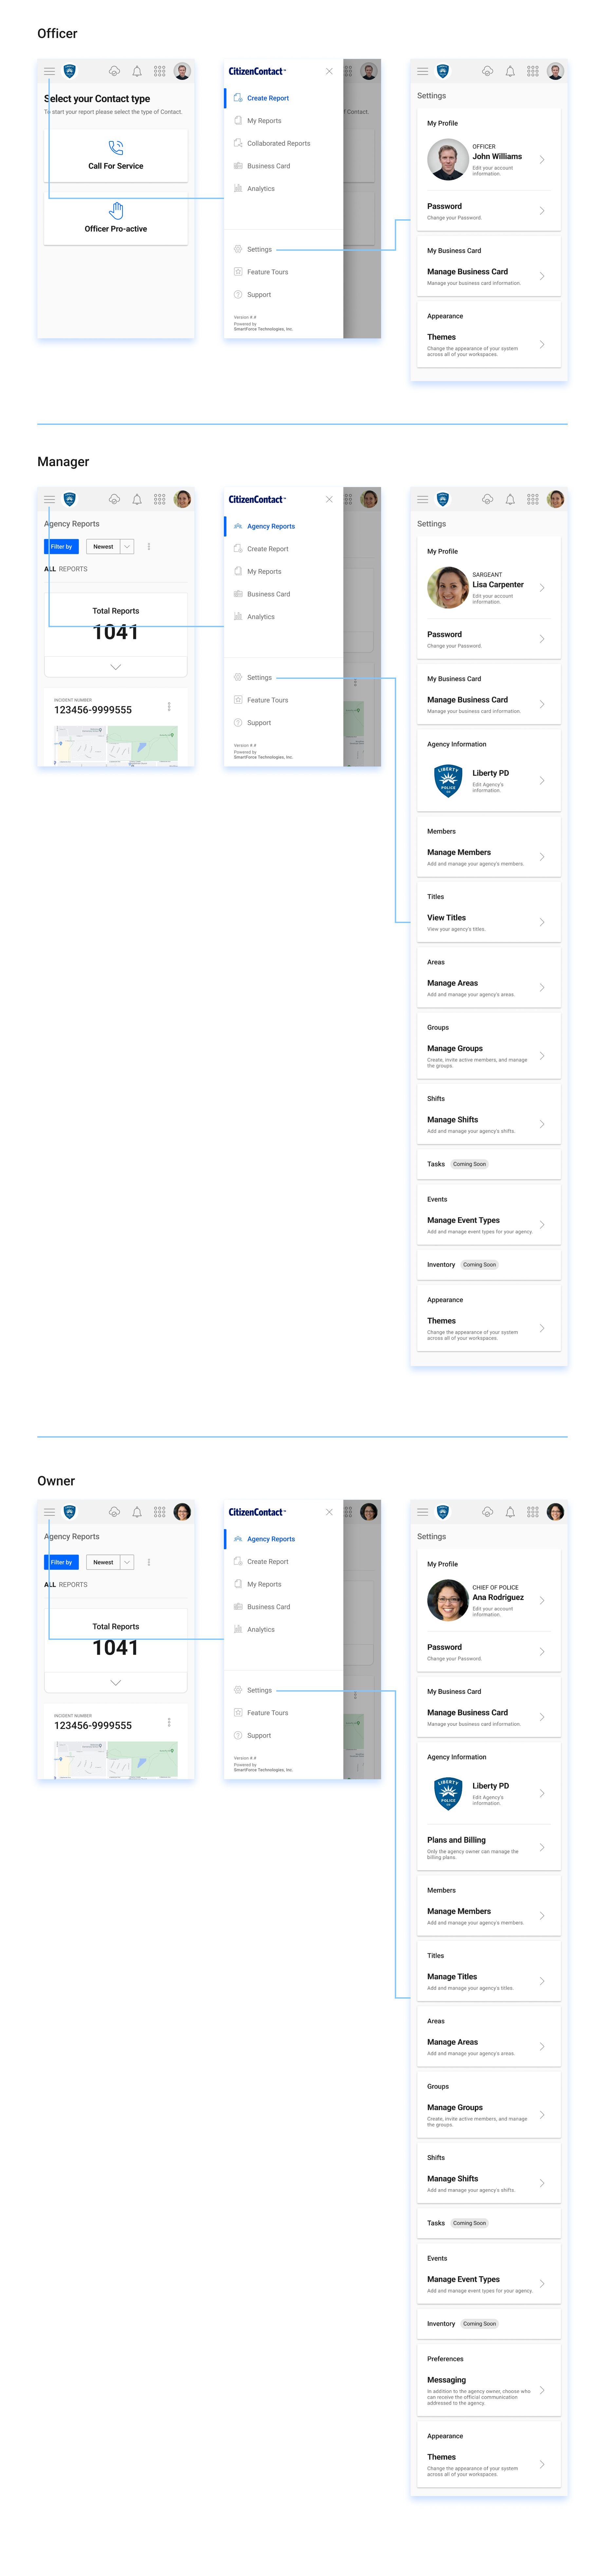 Officer
Select your Contact type
To start your report please select the type of Contact.
Call For Service
Officer Pro-active
CitizenContact™
Create Report
My Reports
Collaborated Reports
Business Card
Analytics
Settings
Feature Tours
Support
Version #.#
Powered by
SmartForce Technologies, Inc.
f Contact.
Settings
My Profile
OFFICER
John Williams
Edit your account
information.
Password
Change your Password.
My Business Card
Manage Business Card
Manage your business card information.
Appearance
Themes
Change the appearance of your system
across all of your workspaces.
Manager
Agency Reports
Filter by
Newest
ALL REPORTS
Total Reports
1041
INCIDENT NUMBER
123456-9999555
CitizenContact™
Agency Reports
Create Report
My Reports
Business Card
Analytics
Settings
Feature Tours
Support
Version #.#
Powered by
SmartForce Technologies, Inc.
Settings
My Profile
SARGEANT
Lisa Carpenter
Edit your account
information.
Password
Change your Password.
My Business Card
Manage Business Card
Manage your business card information.
Agency Information
LIBERTY
POLICE
Liberty PD
Edit Agency's
information.
Members
Manage Members
Add and manage your agency's members.
Titles
View Titles
View your agency's titles.
Areas
Manage Areas
Add and manage your agency's areas.
Groups
Manage Groups
Create, invite active members, and manage
the groups.
Shifts
Manage Shifts
Add and manage your agency's shifts.
Tasks Coming Soon
Events
Manage Event Types
Add and manage event types for your agency.
Inventory Coming Soon
Appearance
Themes
Change the appearance of your system
across all of your workspaces.
Owner
Agency Reports
Filter by
Newest
ALL REPORTS
Total Reports
1041
INCIDENT NUMBER
123456-9999555
CitizenContact™
Agency Reports
Create Report
My Reports
Business Card
Analytics
Settings
Feature Tours
Support
Version #.#
Powered by
SmartForce Technologies, Inc.
Settings
My Profile
CHIEF OF POLICE
Ana Rodriguez
Edit your account
information.
Password
Change your Password.
My Business Card
Manage Business Card
Manage your business card information.
Agency Information
LIBERTY
POLICE
Liberty PD
Edit Agency's
information.
Plans and Billing
Only the agency owner can manage the
billing plans.
Members
Manage Members
Add and manage your agency's members.
Titles
Manage Titles
Add and manage your agency's titles.
Areas
Manage Areas
Add and manage your agency's areas.
Groups
Manage Groups
Create, invite active members, and manage
the groups.
Shifts
Manage Shifts
Add and manage your agency's shifts.
Tasks Coming Soon
Events
Manage Event Types
Add and manage event types for your agency.
Inventory Coming Soon
Preferences
Messaging
In addition to the agency owner, choose who
can receive the official communication
addressed to the agency.
Appearance
Themes
Change the appearance of your system
across all of your workspaces.